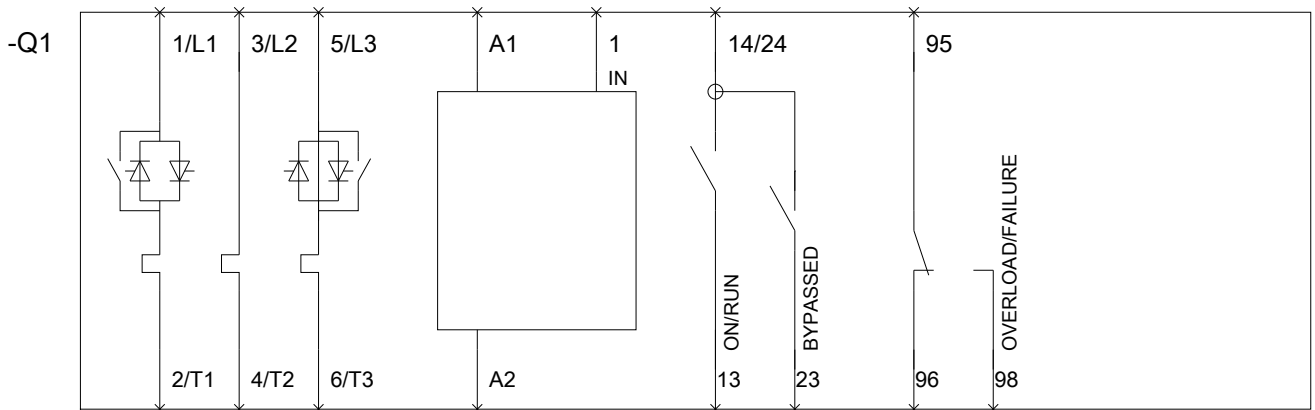 -Q1
1/L1 3/L2 5/L3 A1 1 14/24 95
IN
ON/RUN
BYPASSED
OVERLOAD/FAILURE
2/T1 4/T2 6/T3 A2 13 23 96 98